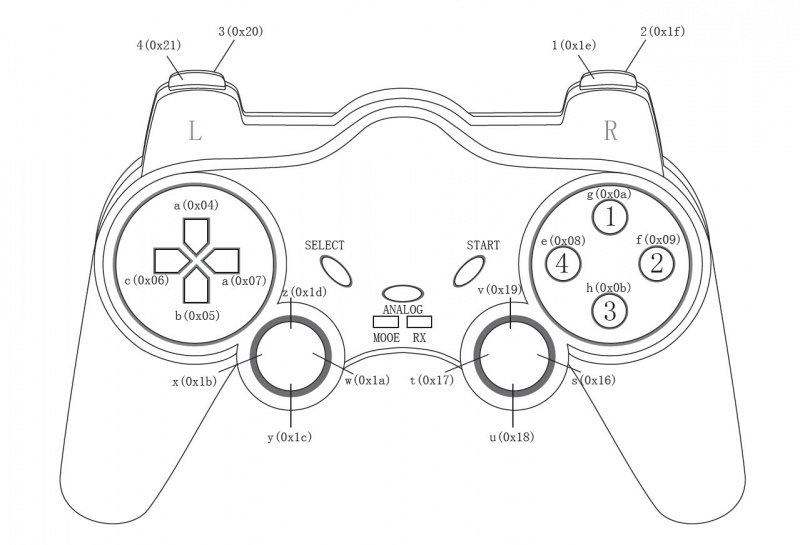 3(0x20)
2(0x1f)
4(0x21)
1(0x1e)
L
R
g(0x0a)
a(0x04)
1
SELECT
START
e(0x08)
f(0x09)
4
2
c(0x06)
a(0x07)
z(0x1d)
v(0x19)
h(0x0b)
b(0x05)
ANALOG
3
MOOE
RX
x(0x1b)
w(0x1a)
t(0x17)
s(0x16)
y(0x1c)
u(0x18)